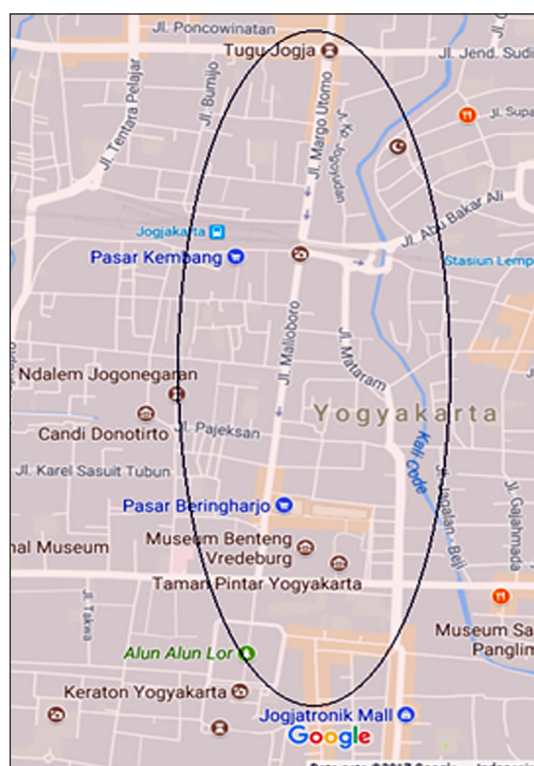 Jl. Poncowinatan
Tugu Jogja
Jl. Jend. Sudi
Jl. Tentara Pelajar
Jl. Bumijo
Jl. Margo Utomo
Jl. Supa
Jogjakarta
Pasar Kembang
Jl. Abu Bakar Ali
Stasiun Lemp
Jl. Malioboro
Jl. Mataram
Ndalem Jogonegaran
Candi Donotirto
Jl. Pajeksan
Yogyakarta
Kali Code
Jl. Karel Sasuit Tubun
Pasar Beringharjo
Jl. Gajahmada
nal Museum
Museum Benteng
Vredeburg
Taman Pintar Yogyakarta
Jl. Takwa
Museum Sa
Panglim
Alun Alun Lor
Keraton Yogyakarta
Jogjatronik Mall
Google